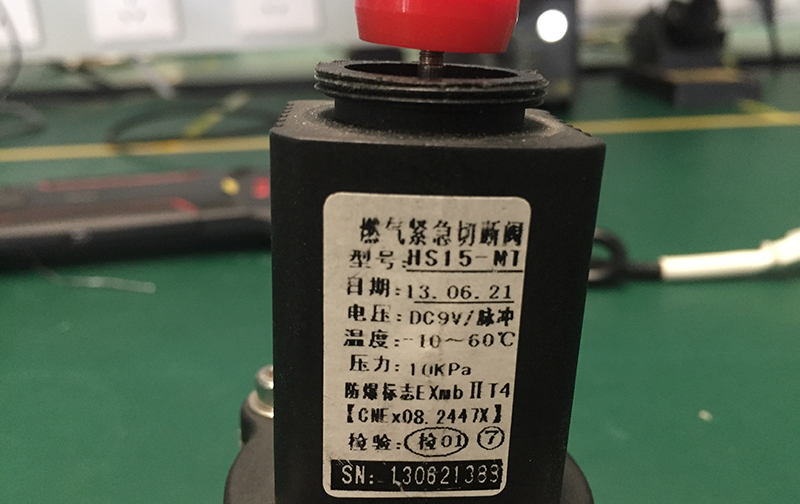 燃气紧急切断阀
型号:HS15-MT
日期:13.06.21
电压:DC9V/脉冲
温度:-10～60℃
压力:10KPa
防爆标志EXmbⅡT4
【CNEx08.2447X】
检验:检01 ⑦
SN: 130621383